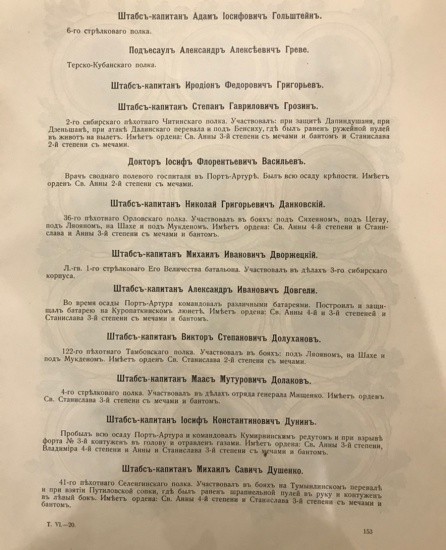 Штабсъ-капитанъ Адамъ Іосифовичъ Гольштейнъ.
6-го стрѣлковаго полка.
Подъесаулъ Александръ Алексѣевичъ Греве.
Терско-Кубанскаго полка.
Штабсъ-капитанъ Иродіонъ Федоровичъ Григорьевъ.
Штабсъ-капитанъ Степанъ Гавриловичъ Грозинъ.
2-го сибирскаго пѣхотнаго Читинскаго полка. Участвовалъ: при защитѣ Дапиндушаня, при
Дзеньшакѣ, при атакѣ Далинскаго перевала и подъ Бенсиху, гдѣ былъ раненъ ружейной пулей
въ животъ на вылетъ. Имѣетъ ордена: Св. Анны 3-й степени съ мечами и бантомъ и Станислава
2-й степени съ мечами.
Докторъ Іосифъ Флорентьевичъ Васильевъ.
Врачъ своднаго полевого госпиталя въ Портъ-Артурѣ. Былъ всю осаду крѣпости. Имѣетъ
орденъ Св. Анны 2-й степени съ мечами.
Штабсъ-капитанъ Николай Григорьевичъ Данковскій.
36-го пѣхотнаго Орловскаго полка. Участвовалъ въ бояхъ: подъ Сяхеномъ, подъ Цегау,
подъ Ляояномъ, на Шахе и подъ Мукденомъ. Имѣетъ ордена: Св. Анны 4-й степени и Стани-
слава и Анны 3-й степени съ мечами и бантомъ.
Штабсъ-капитанъ Михаилъ Ивановичъ Дворжецкій.
Л.-гв. 1-го стрѣлковаго Его Величества батальона. Участвовалъ въ дѣлахъ 3-го сибирскаго
корпуса.
Штабсъ-капитанъ Александръ Ивановичъ Довгели.
Во время осады Портъ-Артура командовалъ различными батареями. Построилъ и защи-
щалъ батарею на Куропаткинскомъ люнетѣ. Имѣетъ ордена: Св. Анны 4-й и 3-й степеней и
Станислава 3-й степени съ мечами и бантомъ.
Штабсъ-капитанъ Викторъ Степановичъ Долухановъ.
122-го пѣхотнаго Тамбовскаго полка. Участвовалъ въ бояхъ: подъ Ляояномъ, на Шахе и
подъ Мукденомъ. Имѣетъ орденъ Св. Станислава 2-й степени съ мечами.
Штабсъ-капитанъ Маасъ Мутуровичъ Долаковъ.
4-го стрѣлковаго полка. Участвовалъ въ дѣлахъ отряда генерала Мищенко. Имѣетъ орденъ
Св. Станислава 3-й степени съ мечами и бантомъ.
Штабсъ-капитанъ Іосифъ Константиновичъ Дунинъ.
Пробылъ всю осаду Портъ-Артура и командовалъ Кумирнинскимъ редутомъ и при взрывѣ
форта № 3-й контуженъ въ голову и отравленъ газами. Имѣетъ ордена: Св. Анны 3-й степени,
Владиміра 4-й степени и Станислава 3-й степени съ мечами и бантомъ.
Штабсъ-капитанъ Михаилъ Савичъ Душенко.
41-го пѣхотнаго Селенгинскаго полка. Участвовалъ въ бояхъ: на Тумыньлинскомъ перевалѣ
и при взятіи Путиловской сопки, гдѣ былъ раненъ шрапнельной пулей въ руку и контуженъ
въ лѣвый бокъ. Имѣетъ ордена: Св. Анны 4-й степени и Станислава 3-й степени съ мечами и
бантомъ.
Т. VI.—20.
153